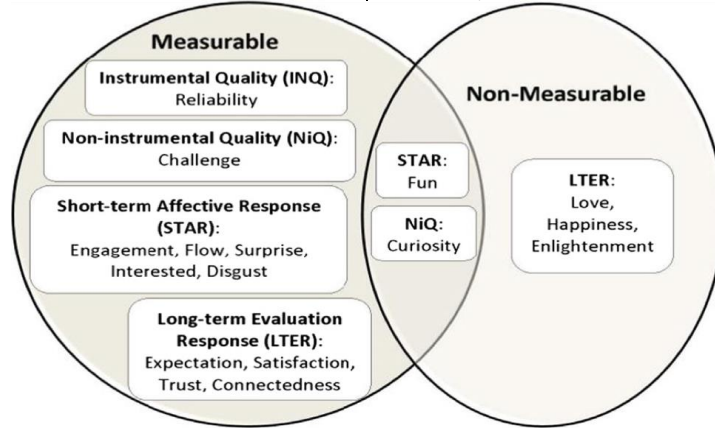 Measurable
Instrumental Quality (INQ):
Reliability
Non-instrumental Quality (NiQ):
Challenge
Short-term Affective Response
(STAR):
Engagement, Flow, Surprise,
Interested, Disgust
Long-term Evaluation
Response (LTER):
Expectation, Satisfaction,
Trust, Connectedness
STAR:
Fun
NiQ:
Curiosity
Non-Measurable
LTER:
Love,
Happiness,
Enlightenment